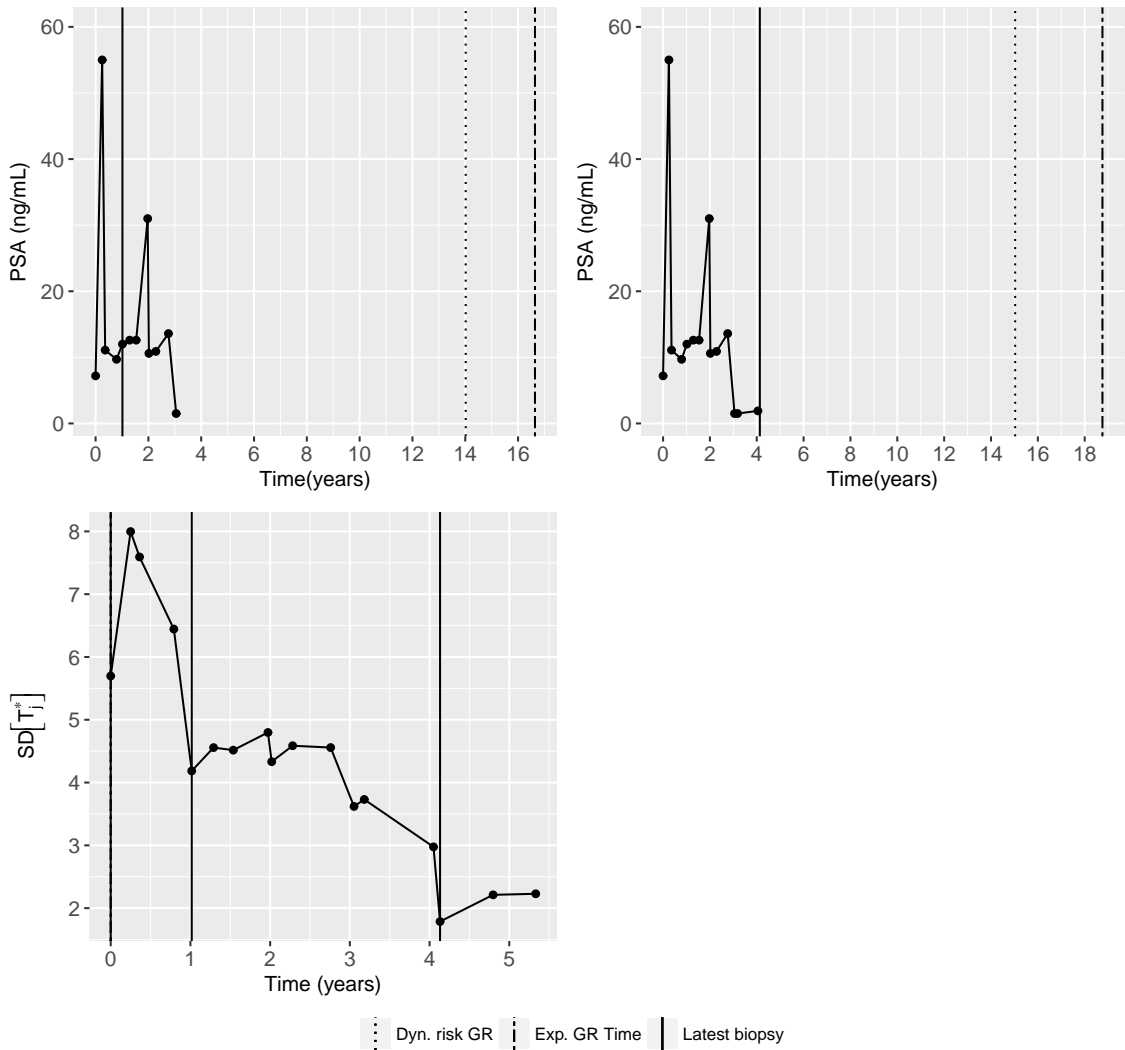 60
40
20
0
PSA (ng/mL)
0 2 4 6 8 10 12 14 16
Time(years)
60
40
20
0
PSA (ng/mL)
0 2 4 6 8 10 12 14 16 18
Time(years)
8
7
6
5
4
3
2
SD[T*j]
0 1 2 3 4 5
Time (years)
Dyn. risk GR Exp. GR Time Latest biopsy